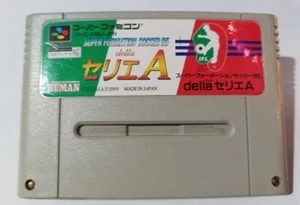 スーパーファミコン
SUPER FORMATION SOCCER 95
della
セリエA
HUMAN
MADE IN JAPAN
スーパーフォーメーションサッカー95
della セリエA